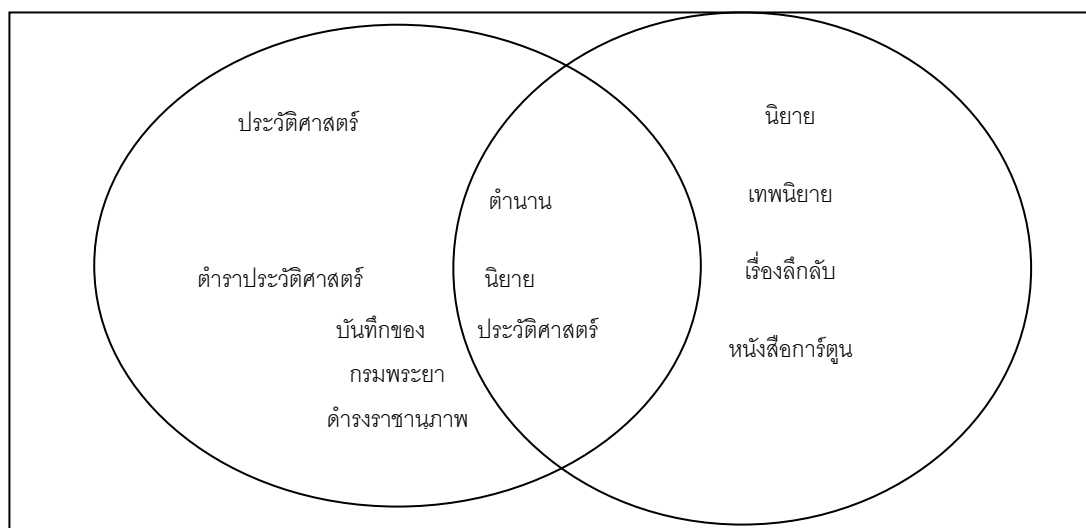 ประวัติศาสตร์
ตำราประวัติศาสตร์
บันทึกของ
กรมพระยา
ดำรงราชานุภาพ
ตำนาน
นิยาย
ประวัติศาสตร์
นิยาย
เทพนิยาย
เรื่องลึกลับ
หนังสือการ์ตูน